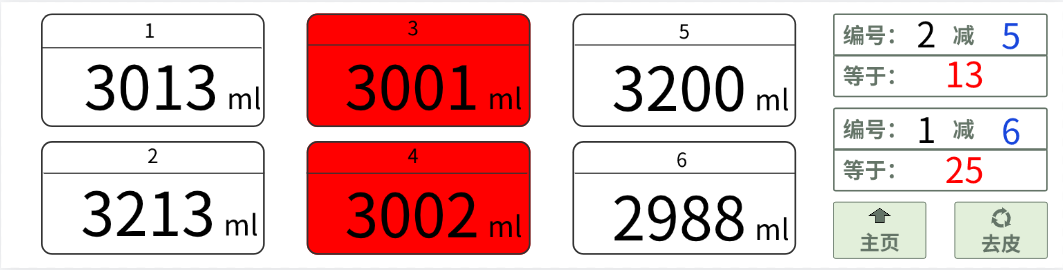 1
3013 ml
3
3001 ml
5
3200 ml
2
3213 ml
4
3002 ml
6
2988 ml
编号： 2 减 5
等于： 13
编号： 1 减 6
等于： 25
主页
去皮